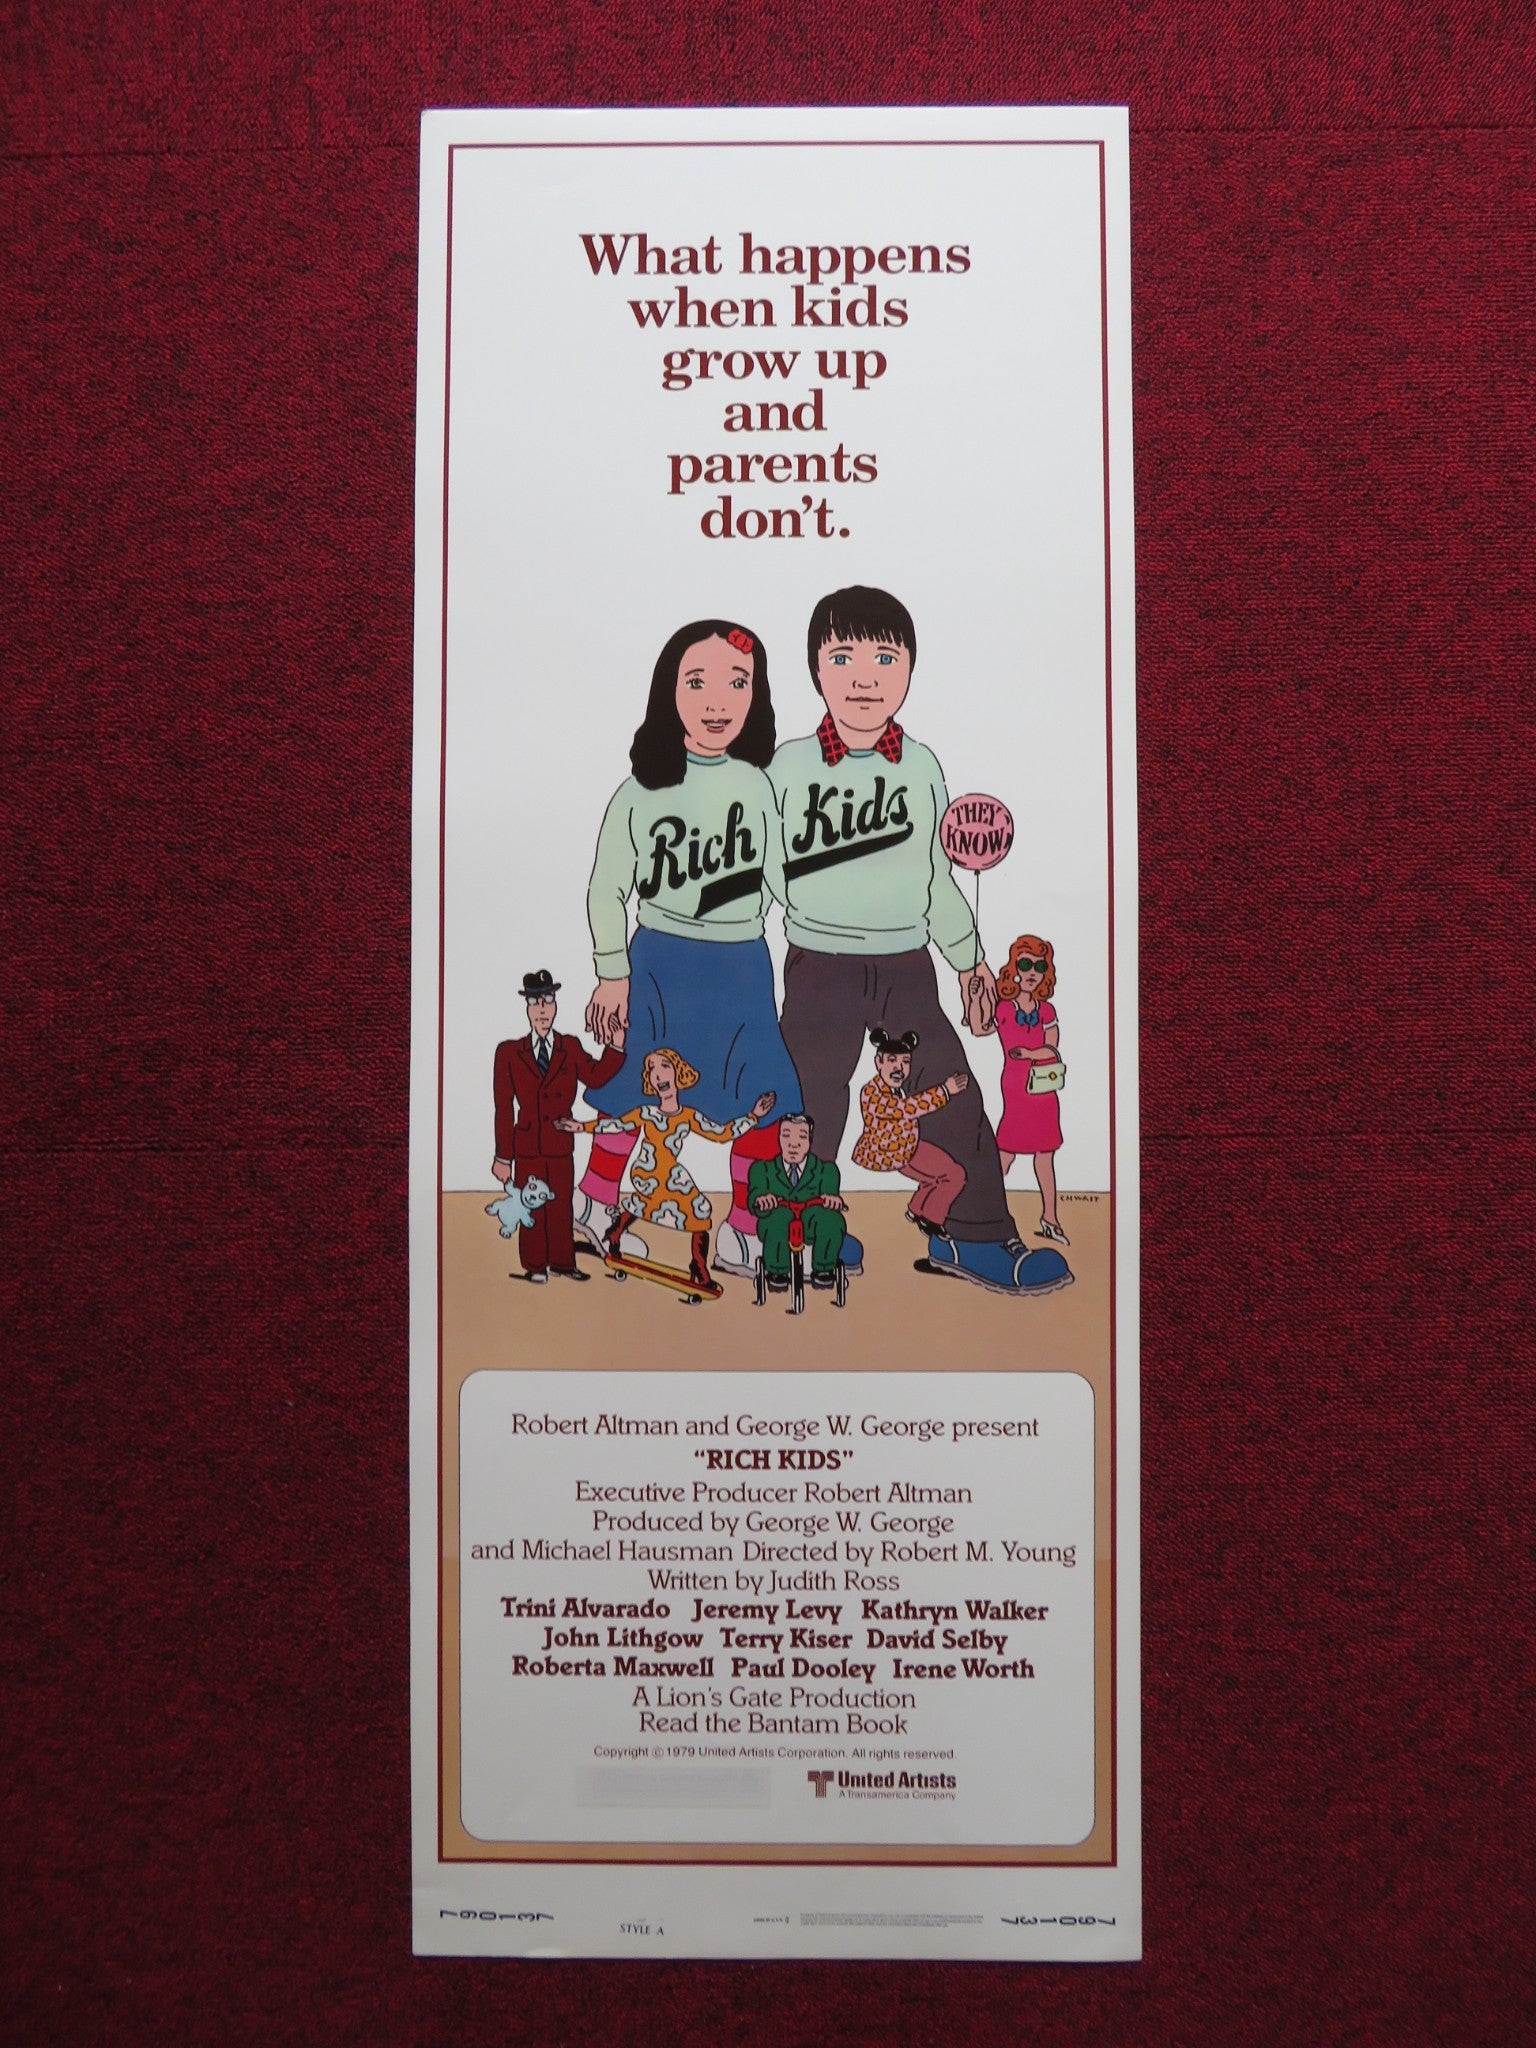 What happens
when kids
grow up
and
parents
don't.
Rich Kids
THEY
KNOW.
CHWAST
Robert Altman and George W. George present
"RICH KIDS"
Executive Producer Robert Altman
Produced by George W. George
and Michael Hausman Directed by Robert M. Young
Written by Judith Ross
Trini Alvarado Jeremy Levy Kathryn Walker
John Lithgow Terry Kiser David Selby
Roberta Maxwell Paul Dooley Irene Worth
A Lion's Gate Production
Read the Bantam Book
Copyright © 1979 United Artists Corporation. All rights reserved.
United Artists
A Transamerica Company
790137
STYLE A
790137